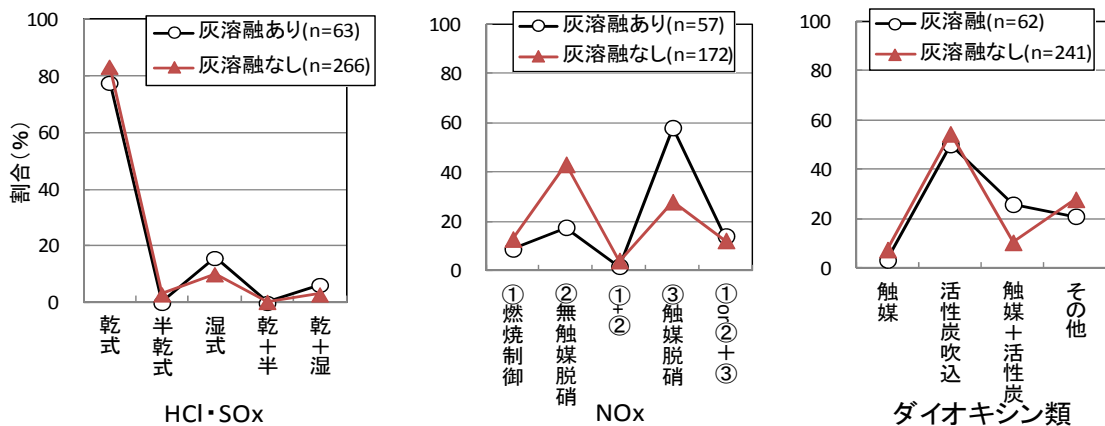 割合(%)
100
80
60
40
20
0
灰溶融あり(n=63)
灰溶融なし(n=266)
乾式
半乾式
湿式
乾+半
乾+湿
HCl・SOx
100
80
60
40
20
0
灰溶融あり(n=57)
灰溶融なし(n=172)
①燃焼制御
②無触媒脱硝
①+②
③触媒脱硝
①or②+③
NOx
100
80
60
40
20
0
灰溶融(n=62)
灰溶融なし(n=241)
触媒
活性炭吹込
触媒+活性炭
その他
ダイオキシン類